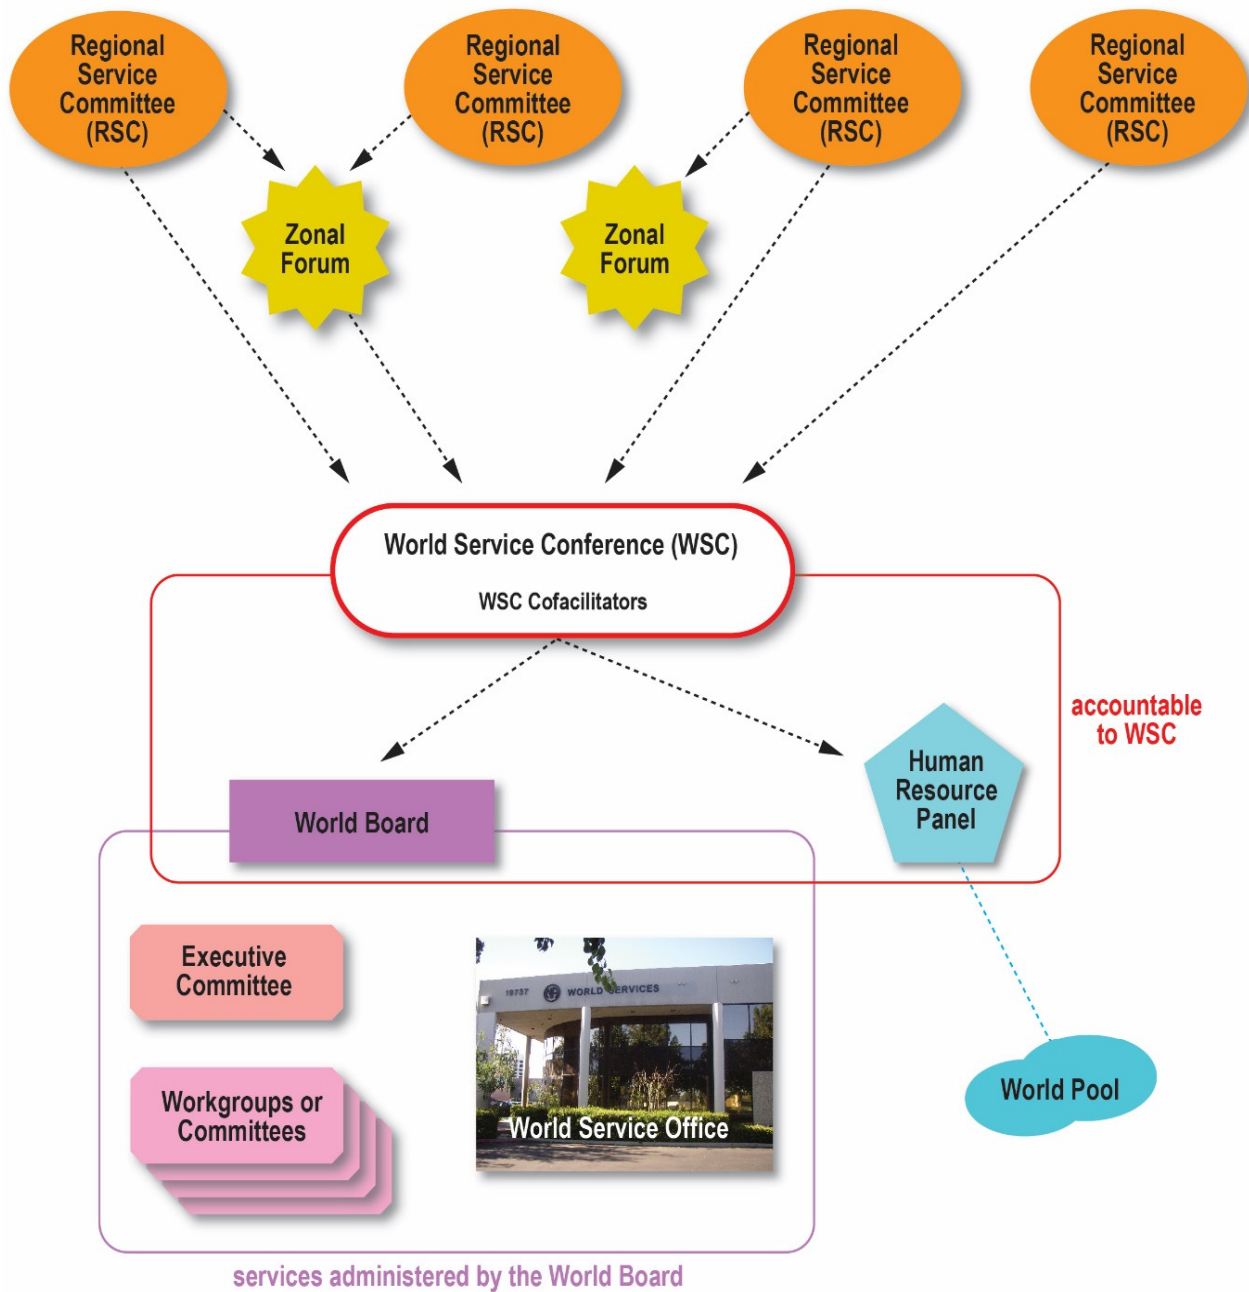 Regional
Service
Committee
(RSC)
Regional
Service
Committee
(RSC)
Regional
Service
Committee
(RSC)
Regional
Service
Committee
(RSC)
Zonal
Forum
Zonal
Forum
World Service Conference (WSC)
WSC Cofacilitators
accountable
to WSC
Human
Resource
Panel
World Board
Executive
Committee
19737 WORLD SERVICES
World Service Office
Workgroups or
Committees
World Pool
services administered by the World Board